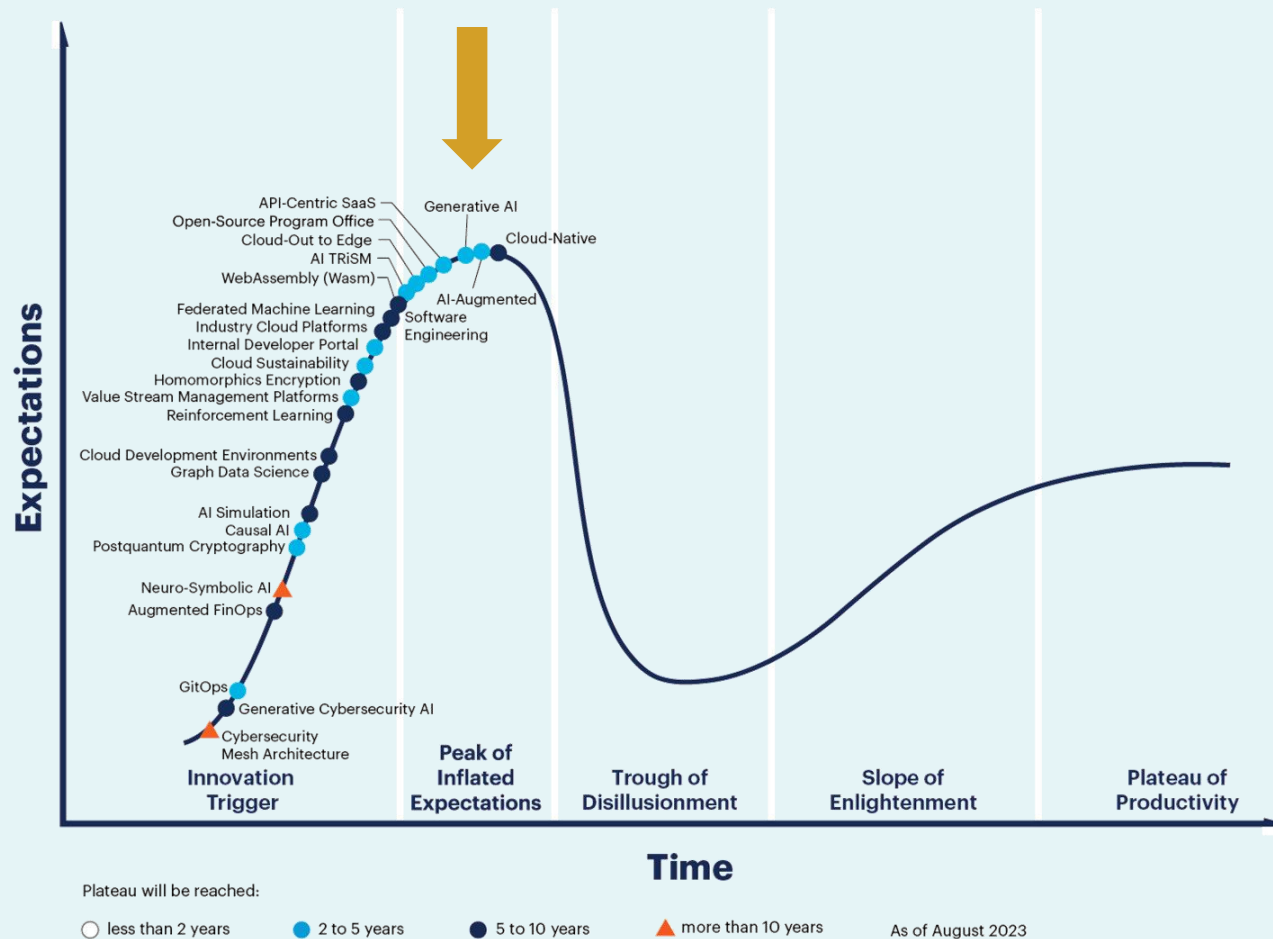 API-Centric SaaS
Open-Source Program Office
Cloud-Out to Edge
AI TRiSM
WebAssembly (Wasm)
Federated Machine Learning
Industry Cloud Platforms
Internal Developer Portal
Cloud Sustainability
Homomorphics Encryption
Value Stream Management Platforms
Reinforcement Learning
Cloud Development Environments
Graph Data Science
AI Simulation
Causal AI
Postquantum Cryptography
Neuro-Symbolic AI
Augmented FinOps
GitOps
Generative Cybersecurity AI
Cybersecurity
Mesh Architecture
Generative AI
Cloud-Native
AI-Augmented
Software
Engineering
Expectations
Innovation
Trigger
Peak of
Inflated
Expectations
Trough of
Disillusionment
Slope of
Enlightenment
Plateau of
Productivity
Time
Plateau will be reached:
less than 2 years
2 to 5 years
5 to 10 years
more than 10 years
As of August 2023